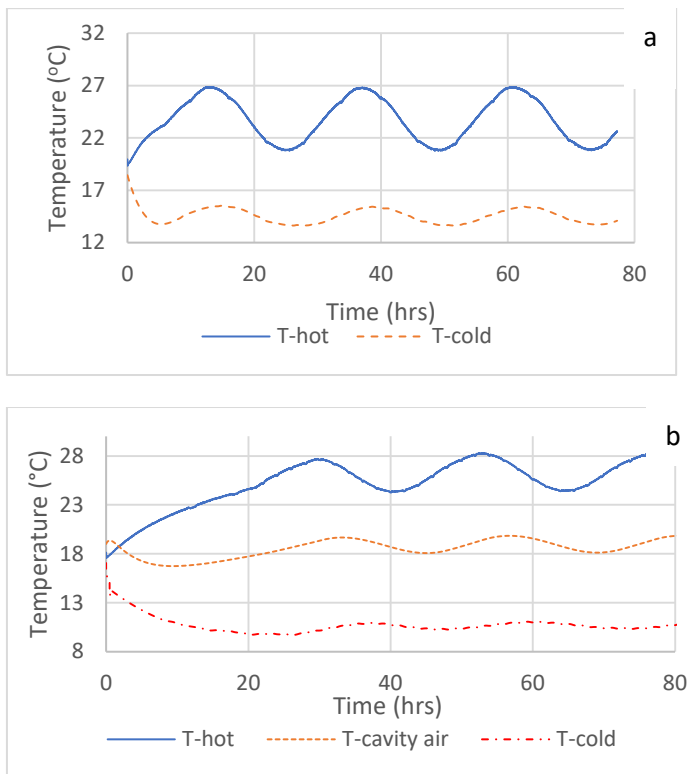 a
32
27
22
17
12
Temperature (°C)
0 20 40 60 80
Time (hrs)
T-hot T-cold
b
28
23
18
13
8
Temperature (°C)
0 20 40 60 80
Time (hrs)
T-hot T-cavity air T-cold